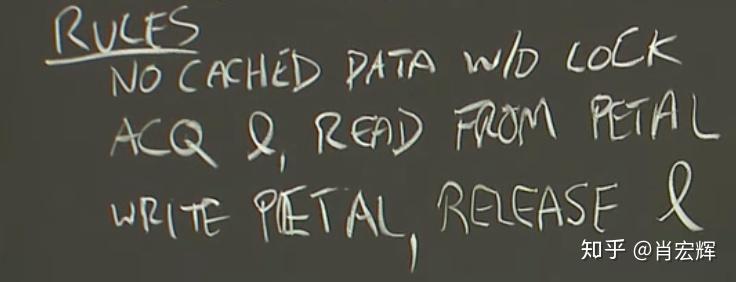 RULES
NO CACHED DATA W/O LOCK
ACQ l, READ FROM PETAL
WRITE PETAL, RELEASE l
知乎 @肖宏辉